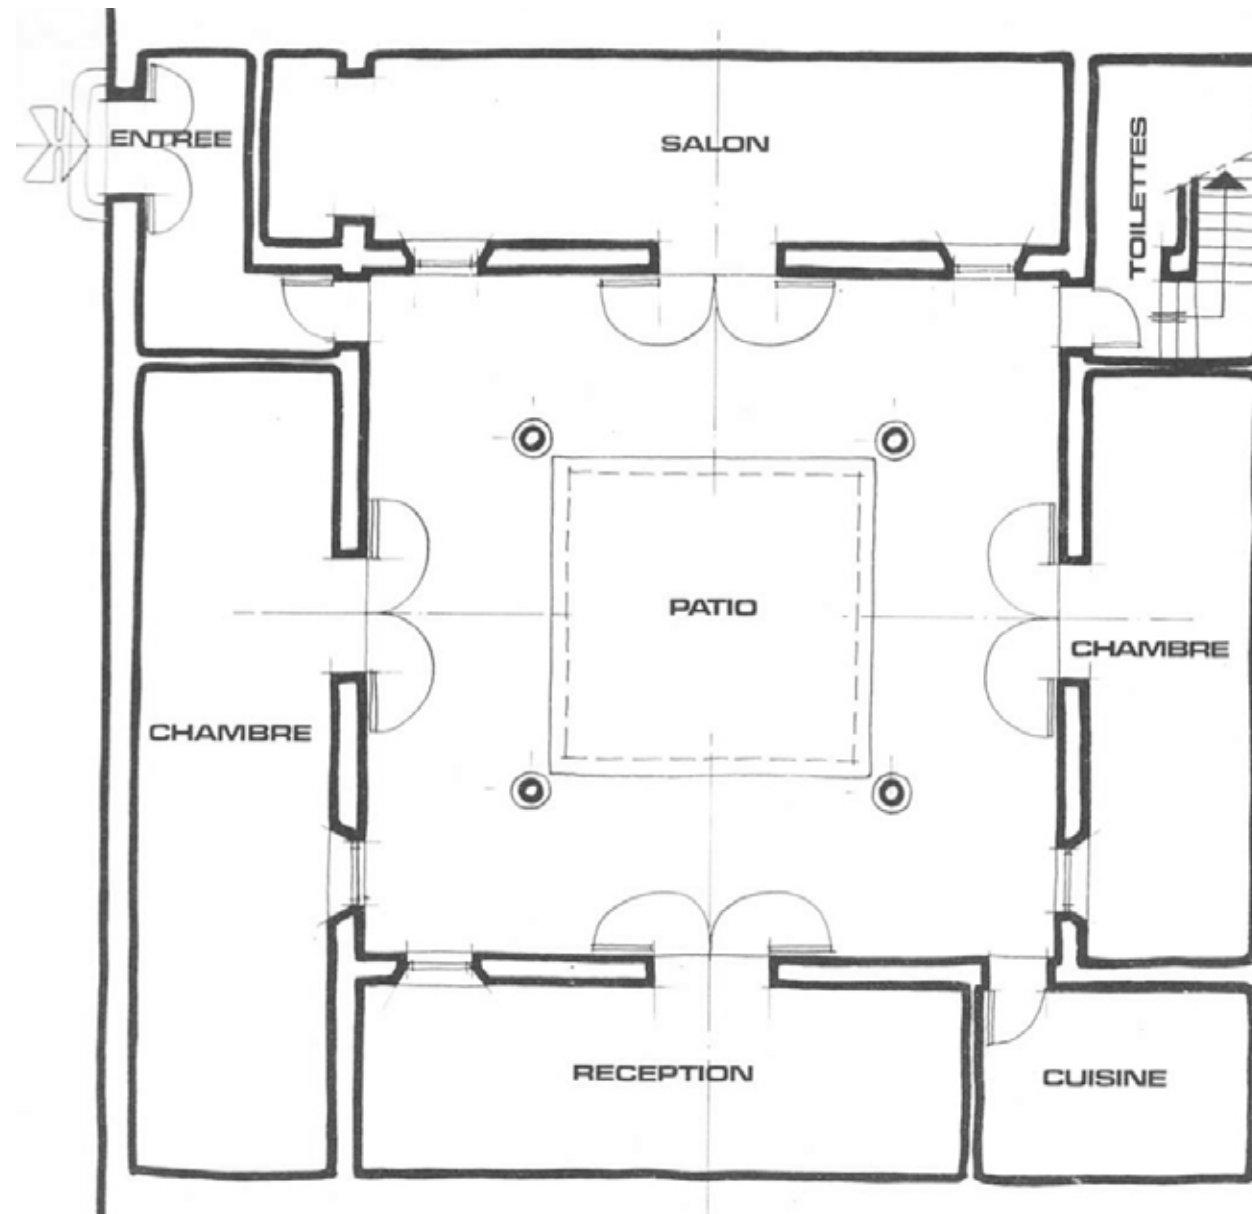 ENTREE
SALON
TOILETTES
PATIO
CHAMBRE
CHAMBRE
RECEPTION
CUISINE